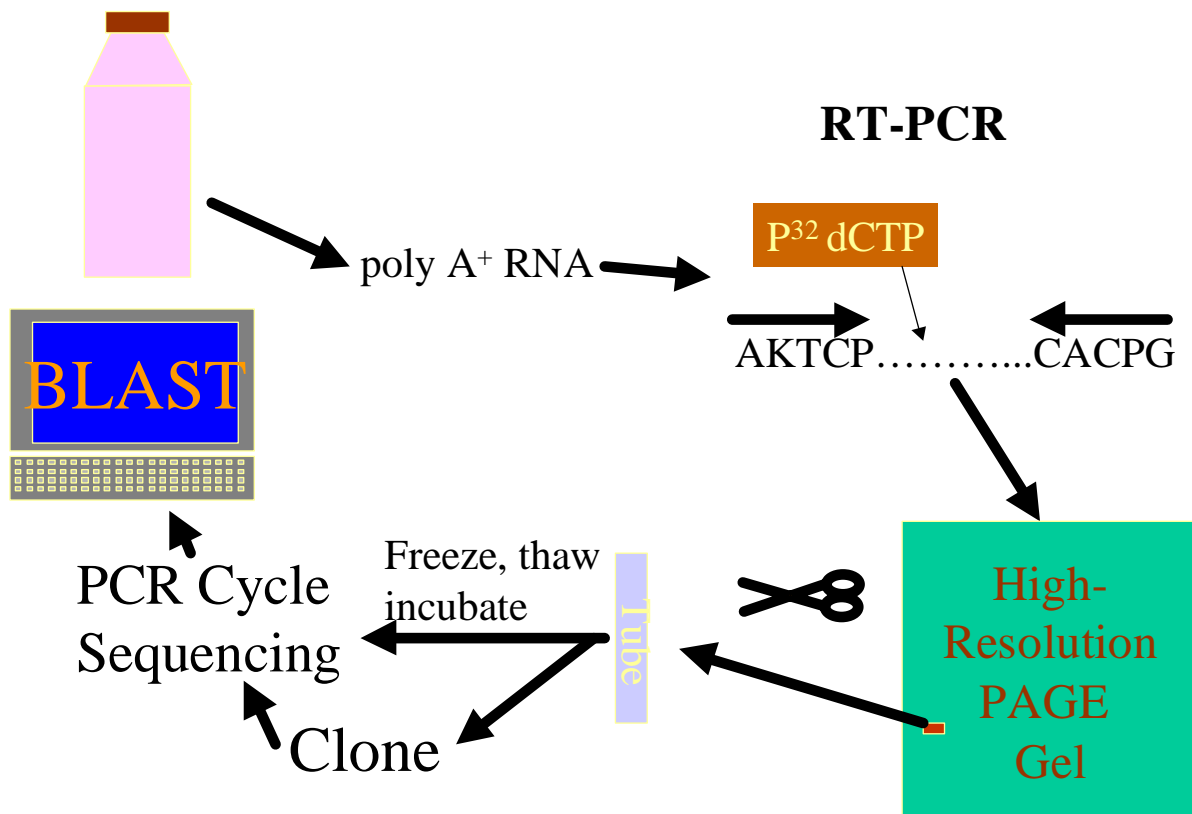 RT-PCR
P³² dCTP
poly A⁺ RNA
AKTCP…………...CACPG
BLAST
Freeze, thaw
incubate
Tube
PCR Cycle
Sequencing
Clone
High-
Resolution
PAGE
Gel